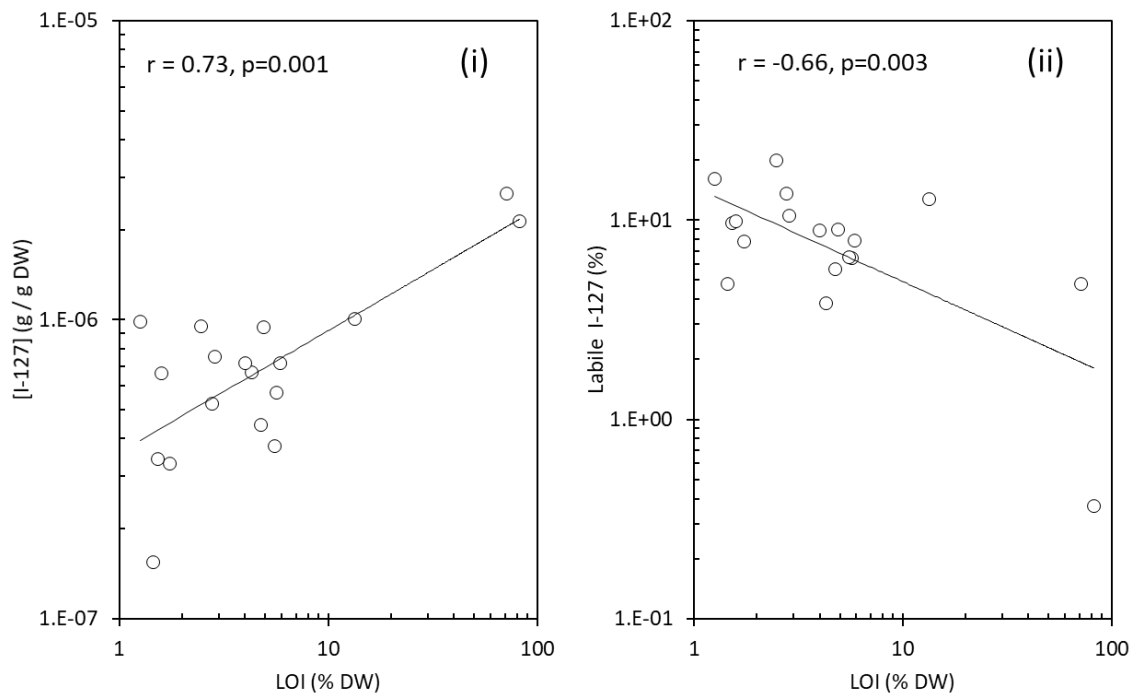 1.E-05
r = 0.73, p=0.001
(i)
1.E-06
1.E-07
[I-127] (g / g DW)
1
10
100
LOI (% DW)
1.E+02
r = -0.66, p=0.003
(ii)
1.E+01
1.E+00
1.E-01
Labile I-127 (%)
1
10
100
LOI (% DW)